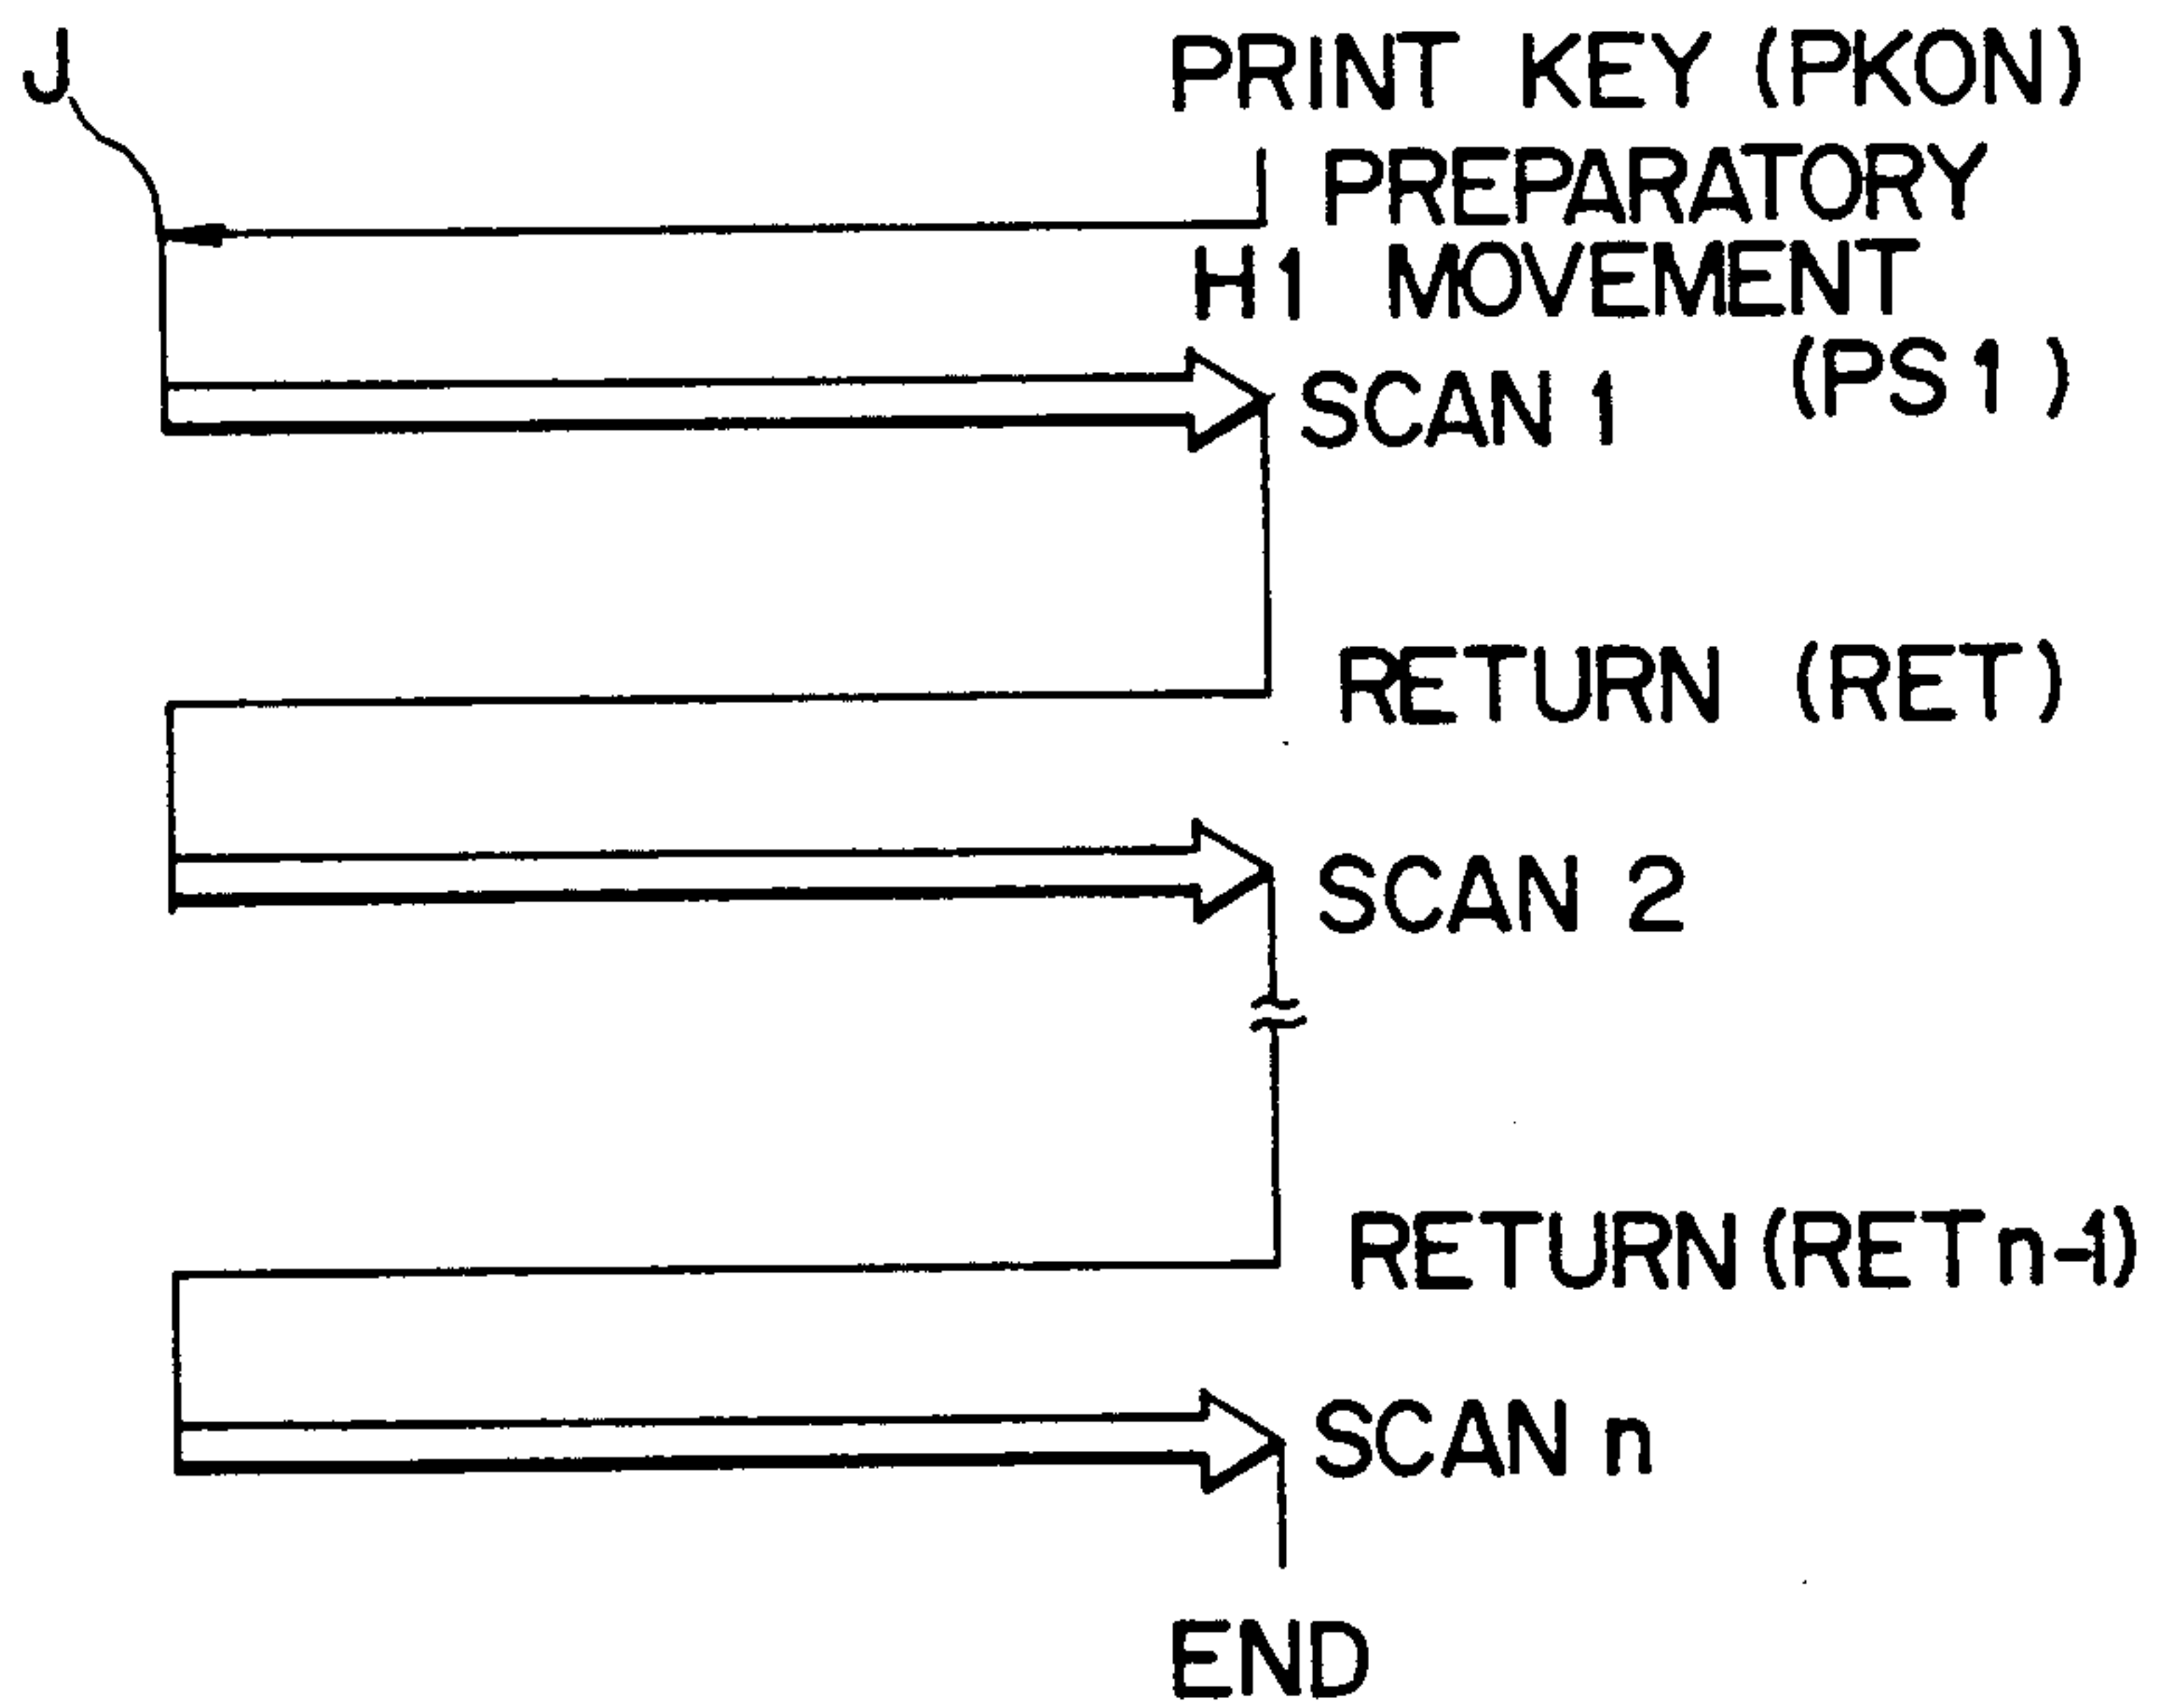 J
PRINT KEY (PKON)
PREPARATORY
H1 MOVEMENT
(PS1)
SCAN 1
RETURN (RET)
SCAN 2
RETURN (RETn-1)
SCAN n
END